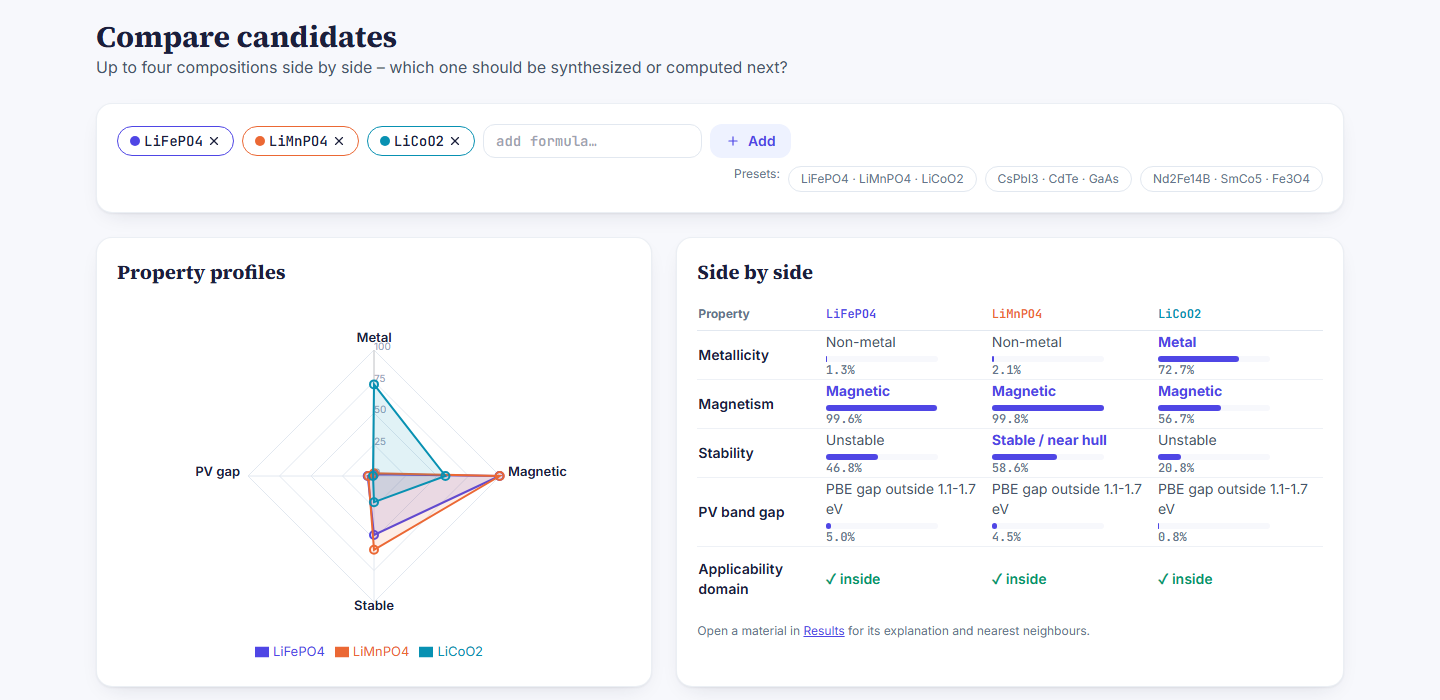 Compare candidates
Up to four compositions side by side – which one should be synthesized or computed next?
LiFePO4 × LiMnPO4 × LiCoO2 × add formula… + Add
Presets: LiFePO4 · LiMnPO4 · LiCoO2 CsPbI3 · CdTe · GaAs Nd2Fe14B · SmCo5 · Fe3O4
Property profiles
Metal
100
75
50
25
PV gap
Magnetic
Stable
LiFePO4 LiMnPO4 LiCoO2
Side by side
Property LiFePO4 LiMnPO4 LiCoO2
Metallicity
Non-metal Non-metal Metal
1.3% 2.1% 72.7%
Magnetism
Magnetic Magnetic Magnetic
99.6% 99.8% 56.7%
Stability
Unstable Stable / near hull Unstable
46.8% 58.6% 20.8%
PV band gap
PBE gap outside 1.1-1.7 PBE gap outside 1.1-1.7 PBE gap outside 1.1-1.7
eV eV eV
5.0% 4.5% 0.8%
Applicability
domain
✓ inside ✓ inside ✓ inside
Open a material in Results for its explanation and nearest neighbours.